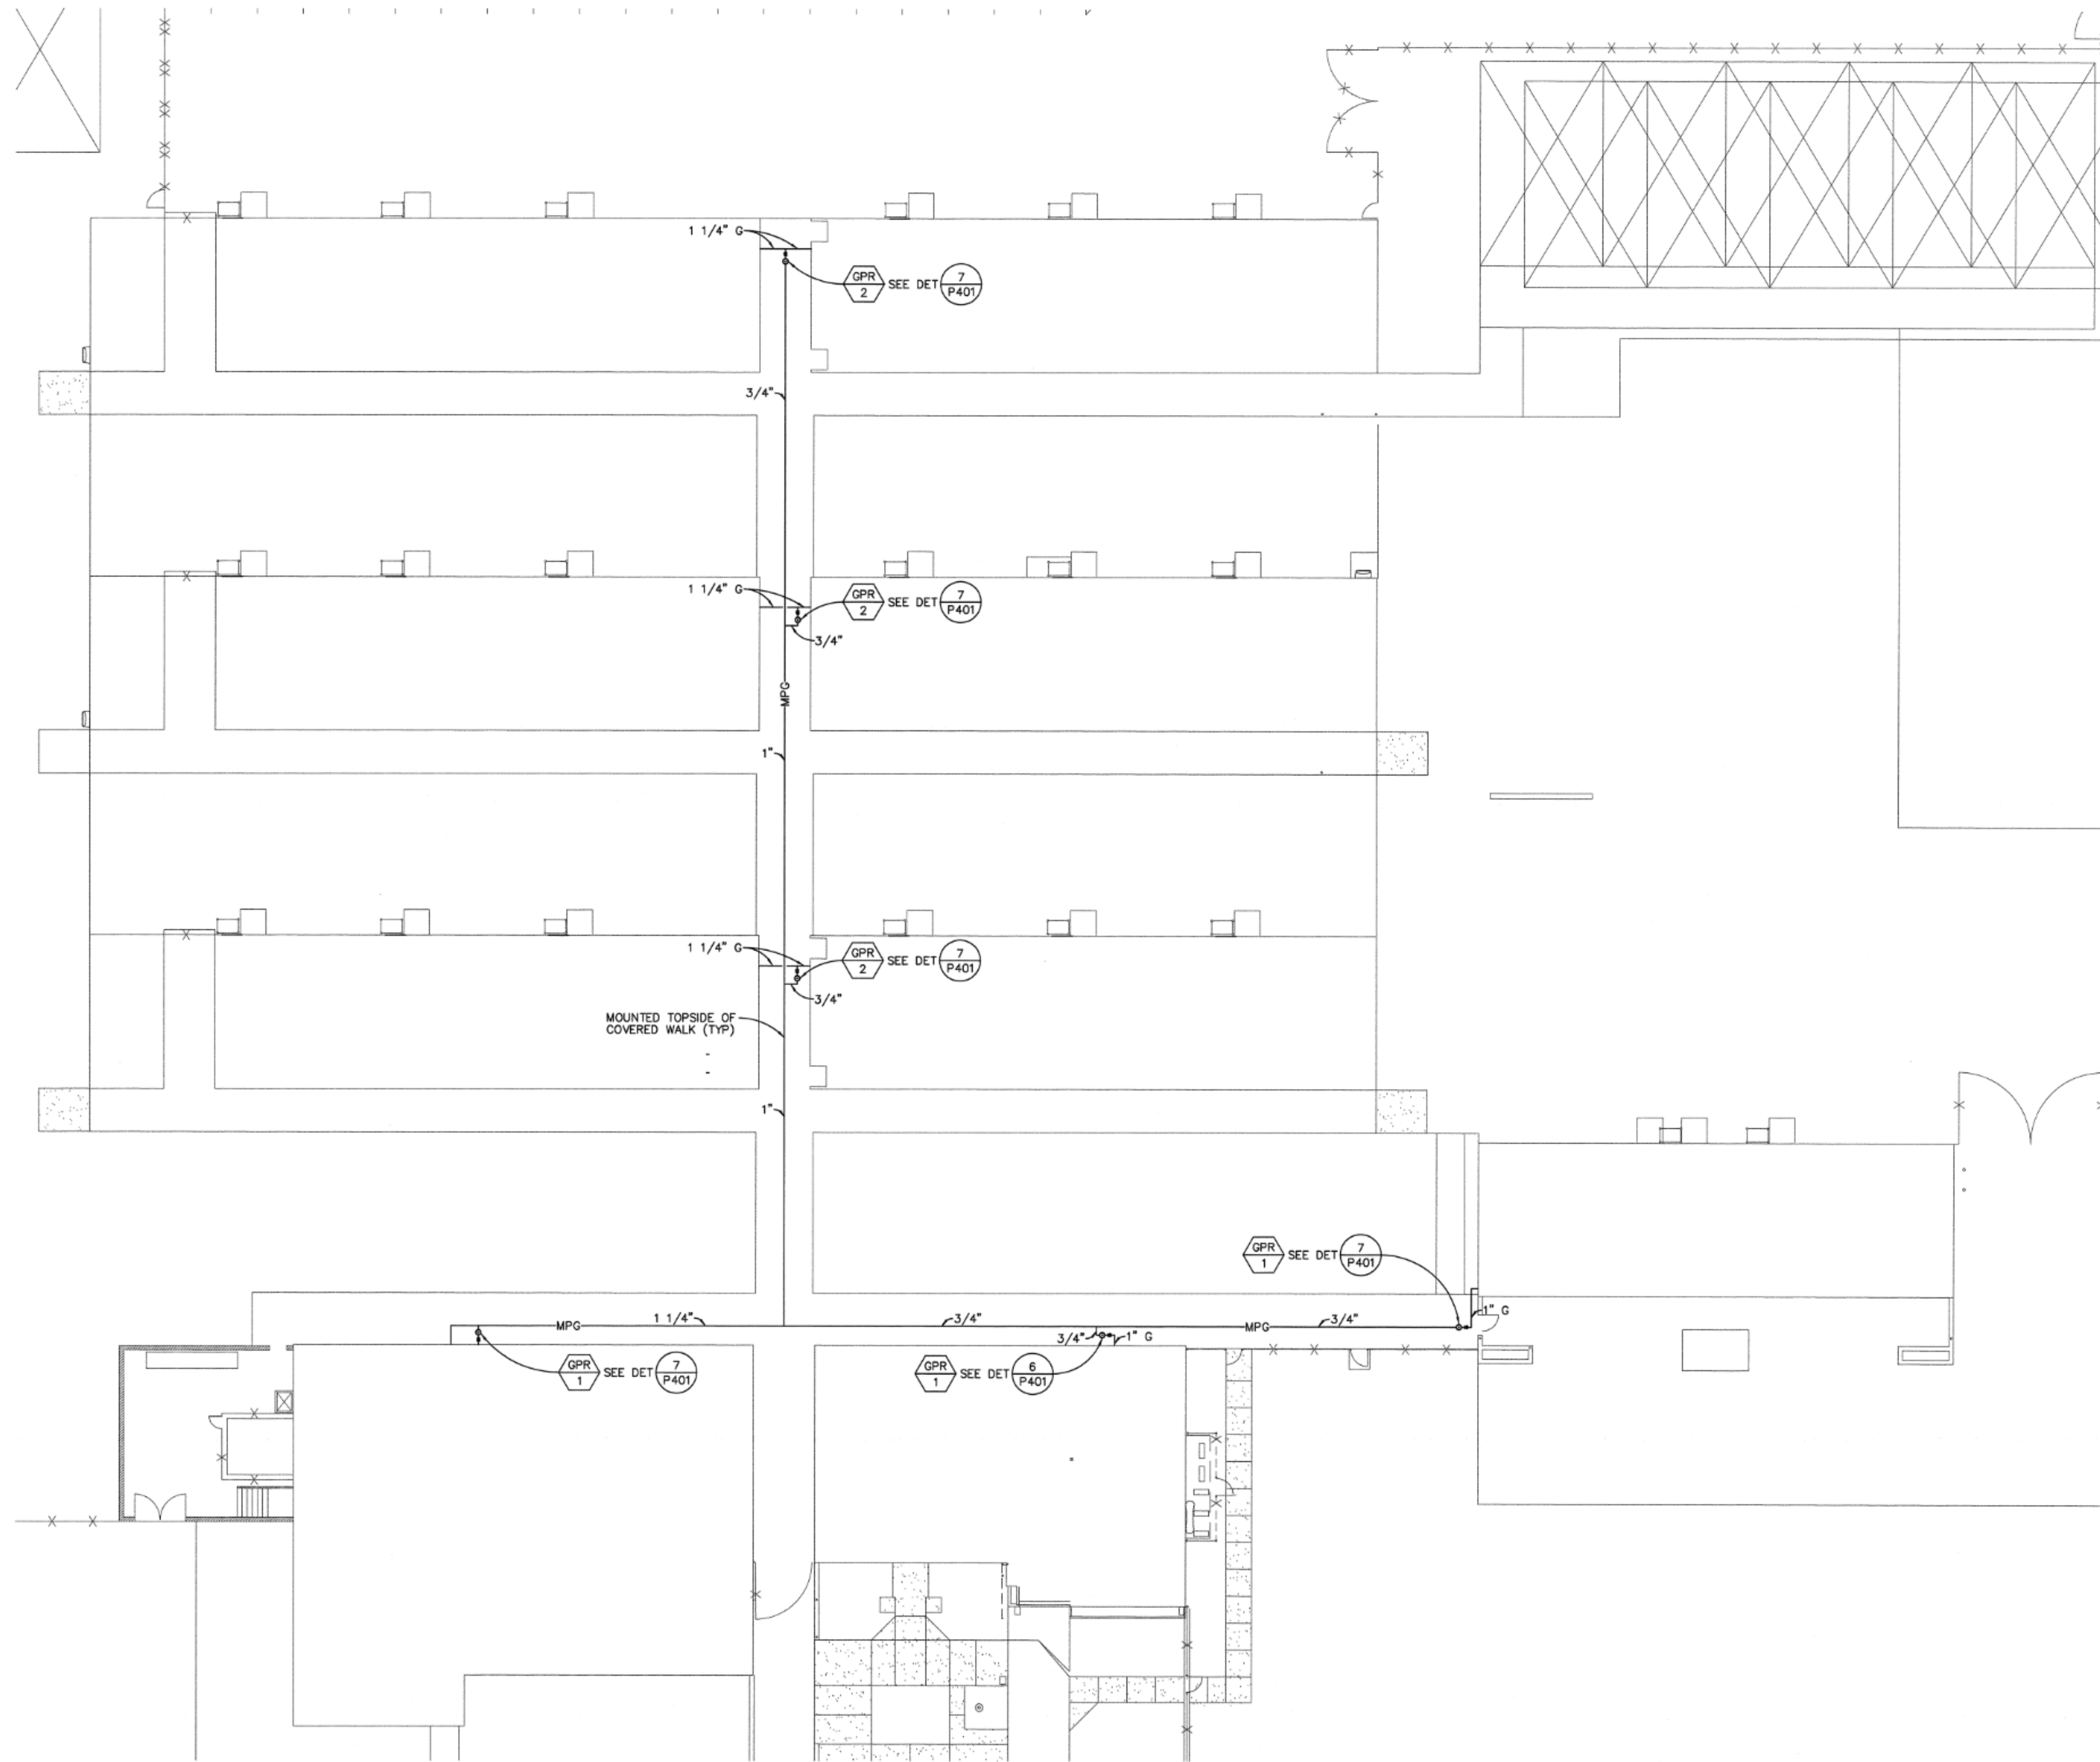 1 1/4" G
GPR
2
SEE DET
7
P401
3/4"
1 1/4" G
GPR
2
SEE DET
7
P401
3/4"
MPG
1"
1 1/4" G
GPR
2
SEE DET
7
P401
3/4"
MOUNTED TOPSIDE OF
COVERED WALK (TYP)
1"
GPR
1
SEE DET
7
P401
1" G
MPG
1 1/4"
3/4"
MPG
3/4"
3/4"
1" G
GPR
1
SEE DET
7
P401
GPR
1
SEE DET
6
P401